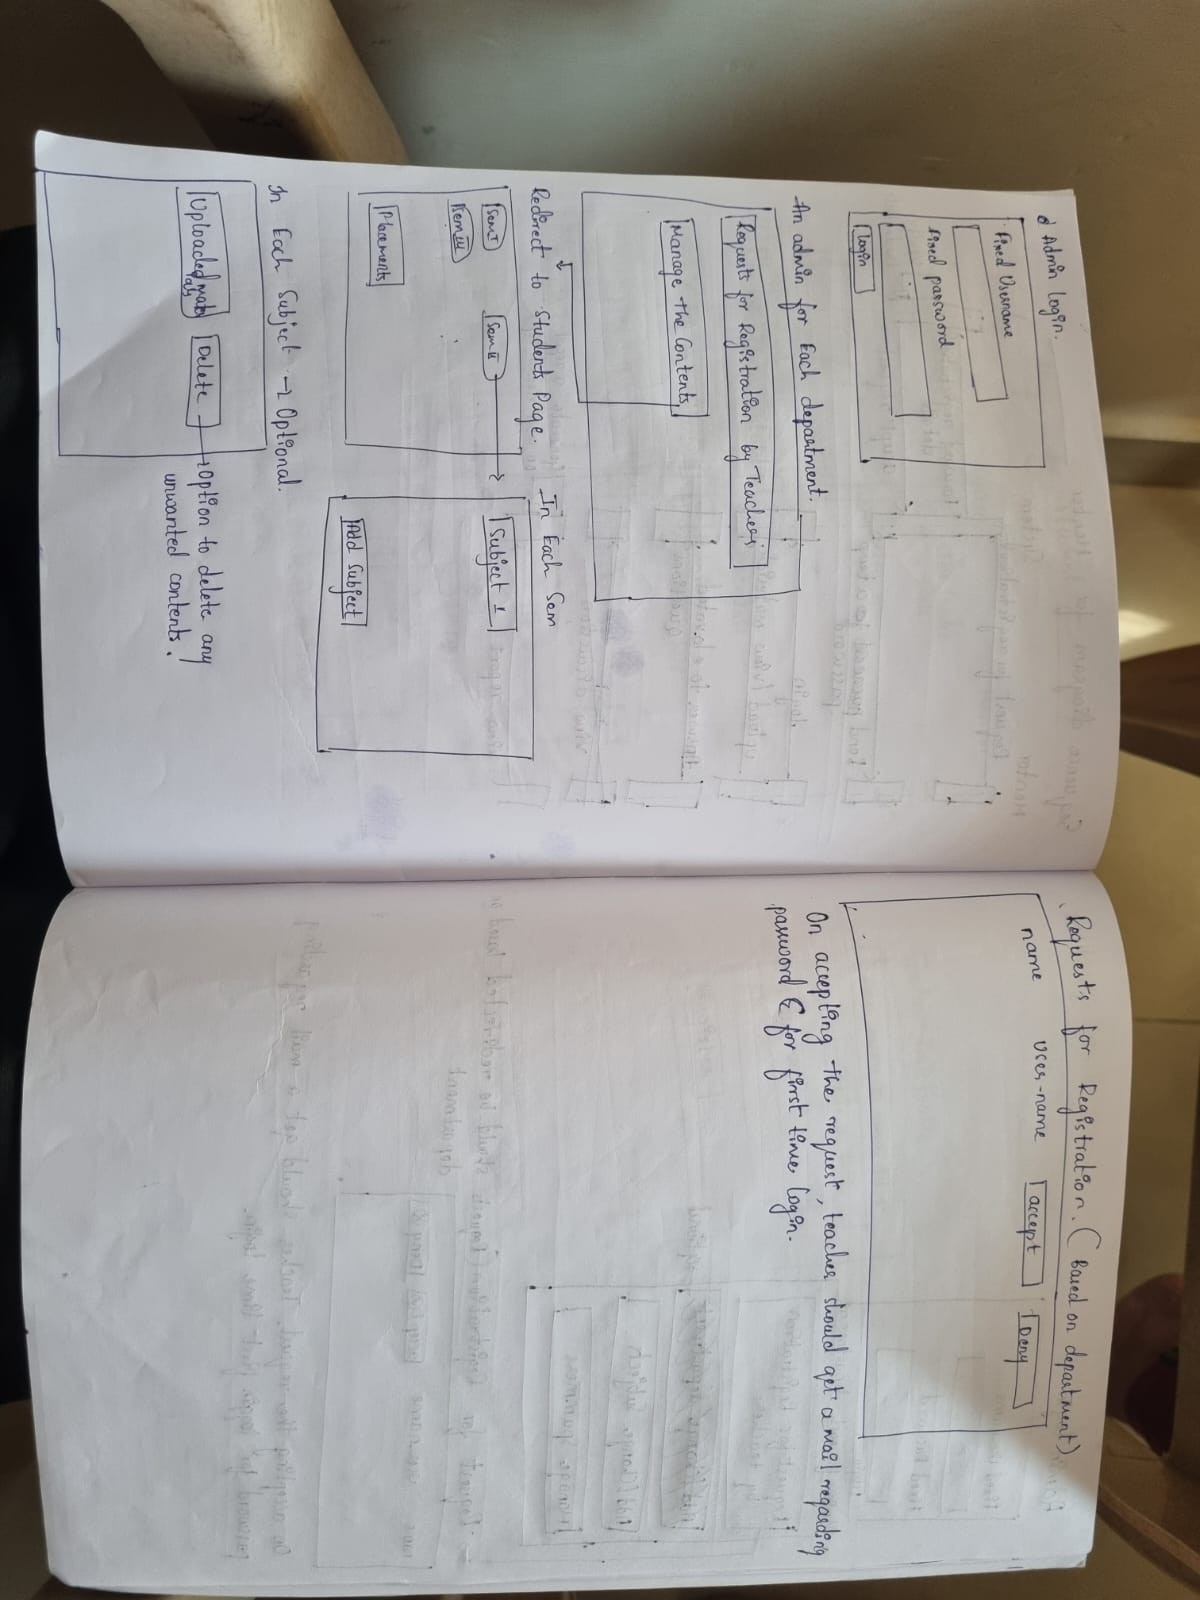 Admin Login.
Fixed Username
Fixed password
Login
An admin for Each department.
Requests for Registration by Teachers
Manage the Contents
Redirect to Students Page.
Sem I
Sem II
Sem III
Placements
In Each Sem
Subject 1
Add Subject
In Each Subject → Optional.
Uploaded
Delete
Option to delete any
unwanted contents.
Requests for Registration. (Based on department)
name user-name accept Deny
On accepting the request, teacher should get a mail regarding
password & for first time login.